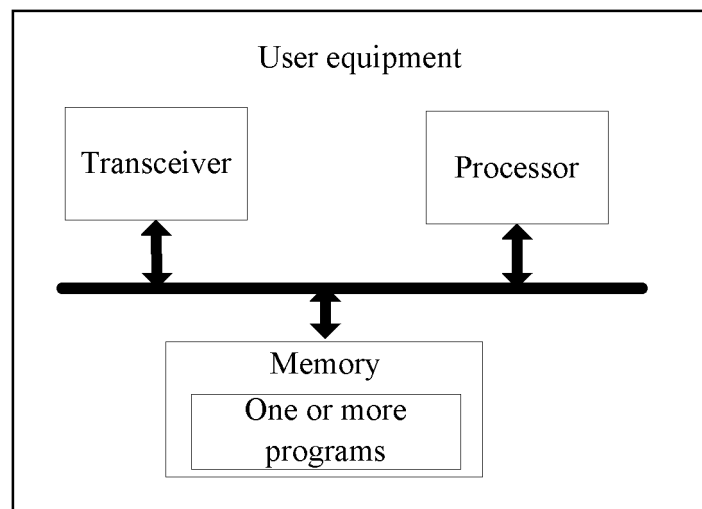 User equipment
Transceiver
Processor
Memory
One or more
programs